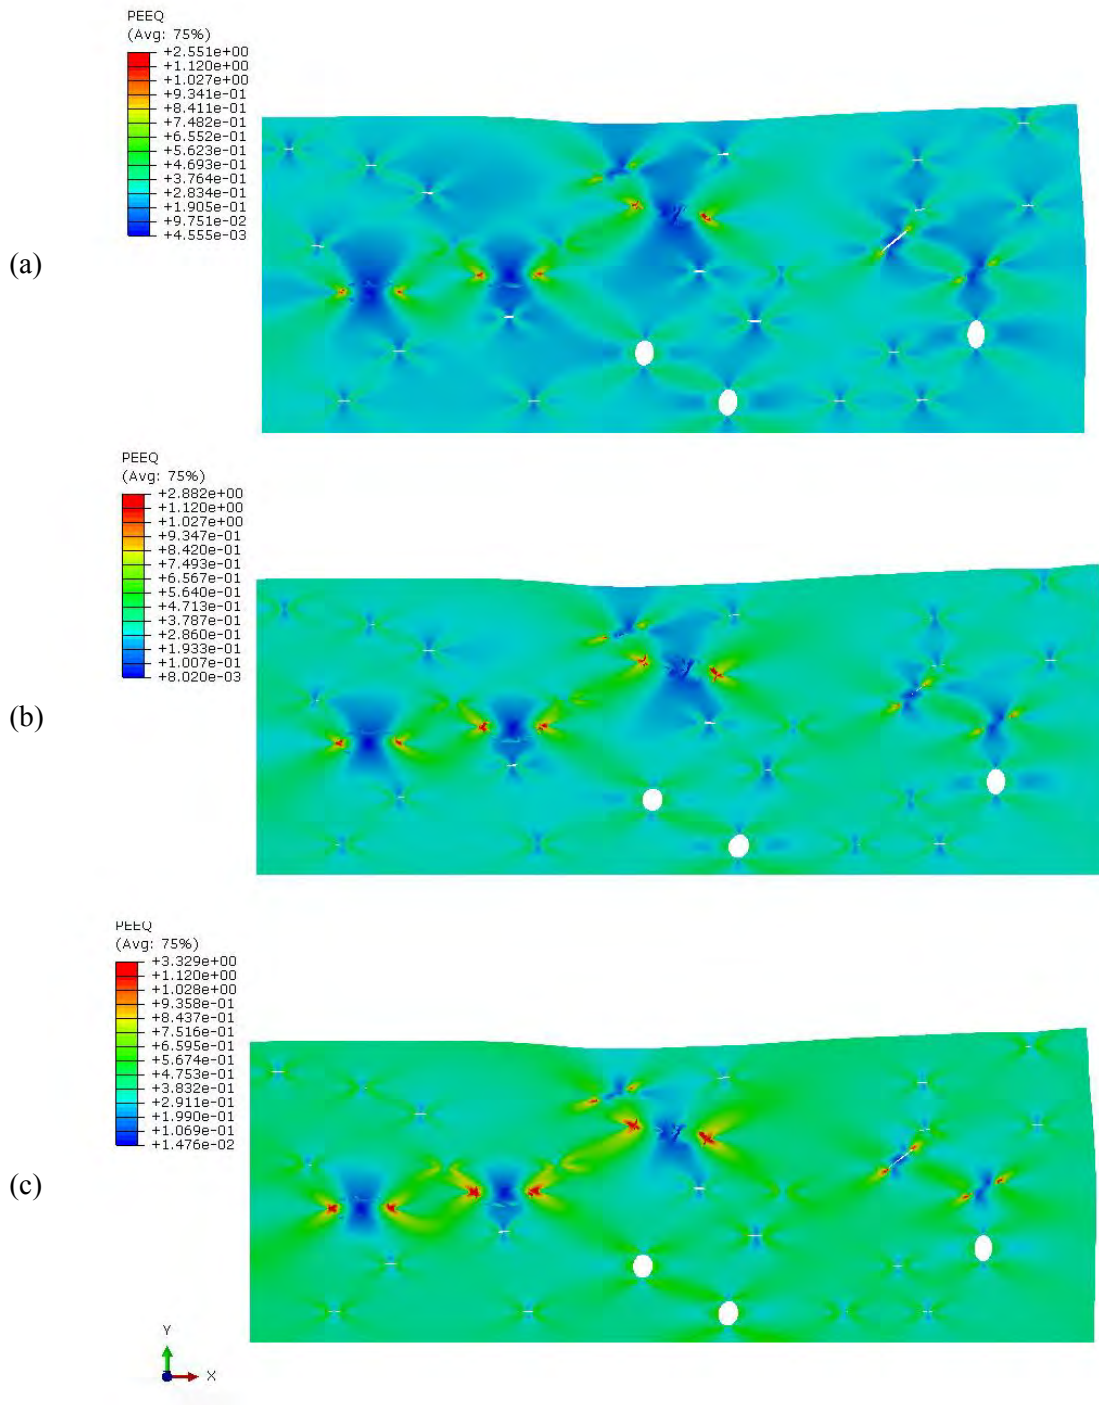 PEEQ
(Avg: 75%)
+2.551e+00
+1.120e+00
+1.027e+00
+9.341e-01
+8.411e-01
+7.482e-01
+6.552e-01
+5.623e-01
+4.693e-01
+3.764e-01
+2.834e-01
+1.905e-01
+9.751e-02
+4.555e-03
(a)
PEEQ
(Avg: 75%)
+2.882e+00
+1.120e+00
+1.027e+00
+9.347e-01
+8.420e-01
+7.493e-01
+6.567e-01
+5.640e-01
+4.713e-01
+3.787e-01
+2.860e-01
+1.933e-01
+1.007e-01
+8.020e-03
(b)
PEEQ
(Avg: 75%)
+3.329e+00
+1.120e+00
+1.028e+00
+9.358e-01
+8.437e-01
+7.516e-01
+6.595e-01
+5.674e-01
+4.753e-01
+3.832e-01
+2.911e-01
+1.990e-01
+1.069e-01
+1.476e-02
(c)
Y
X